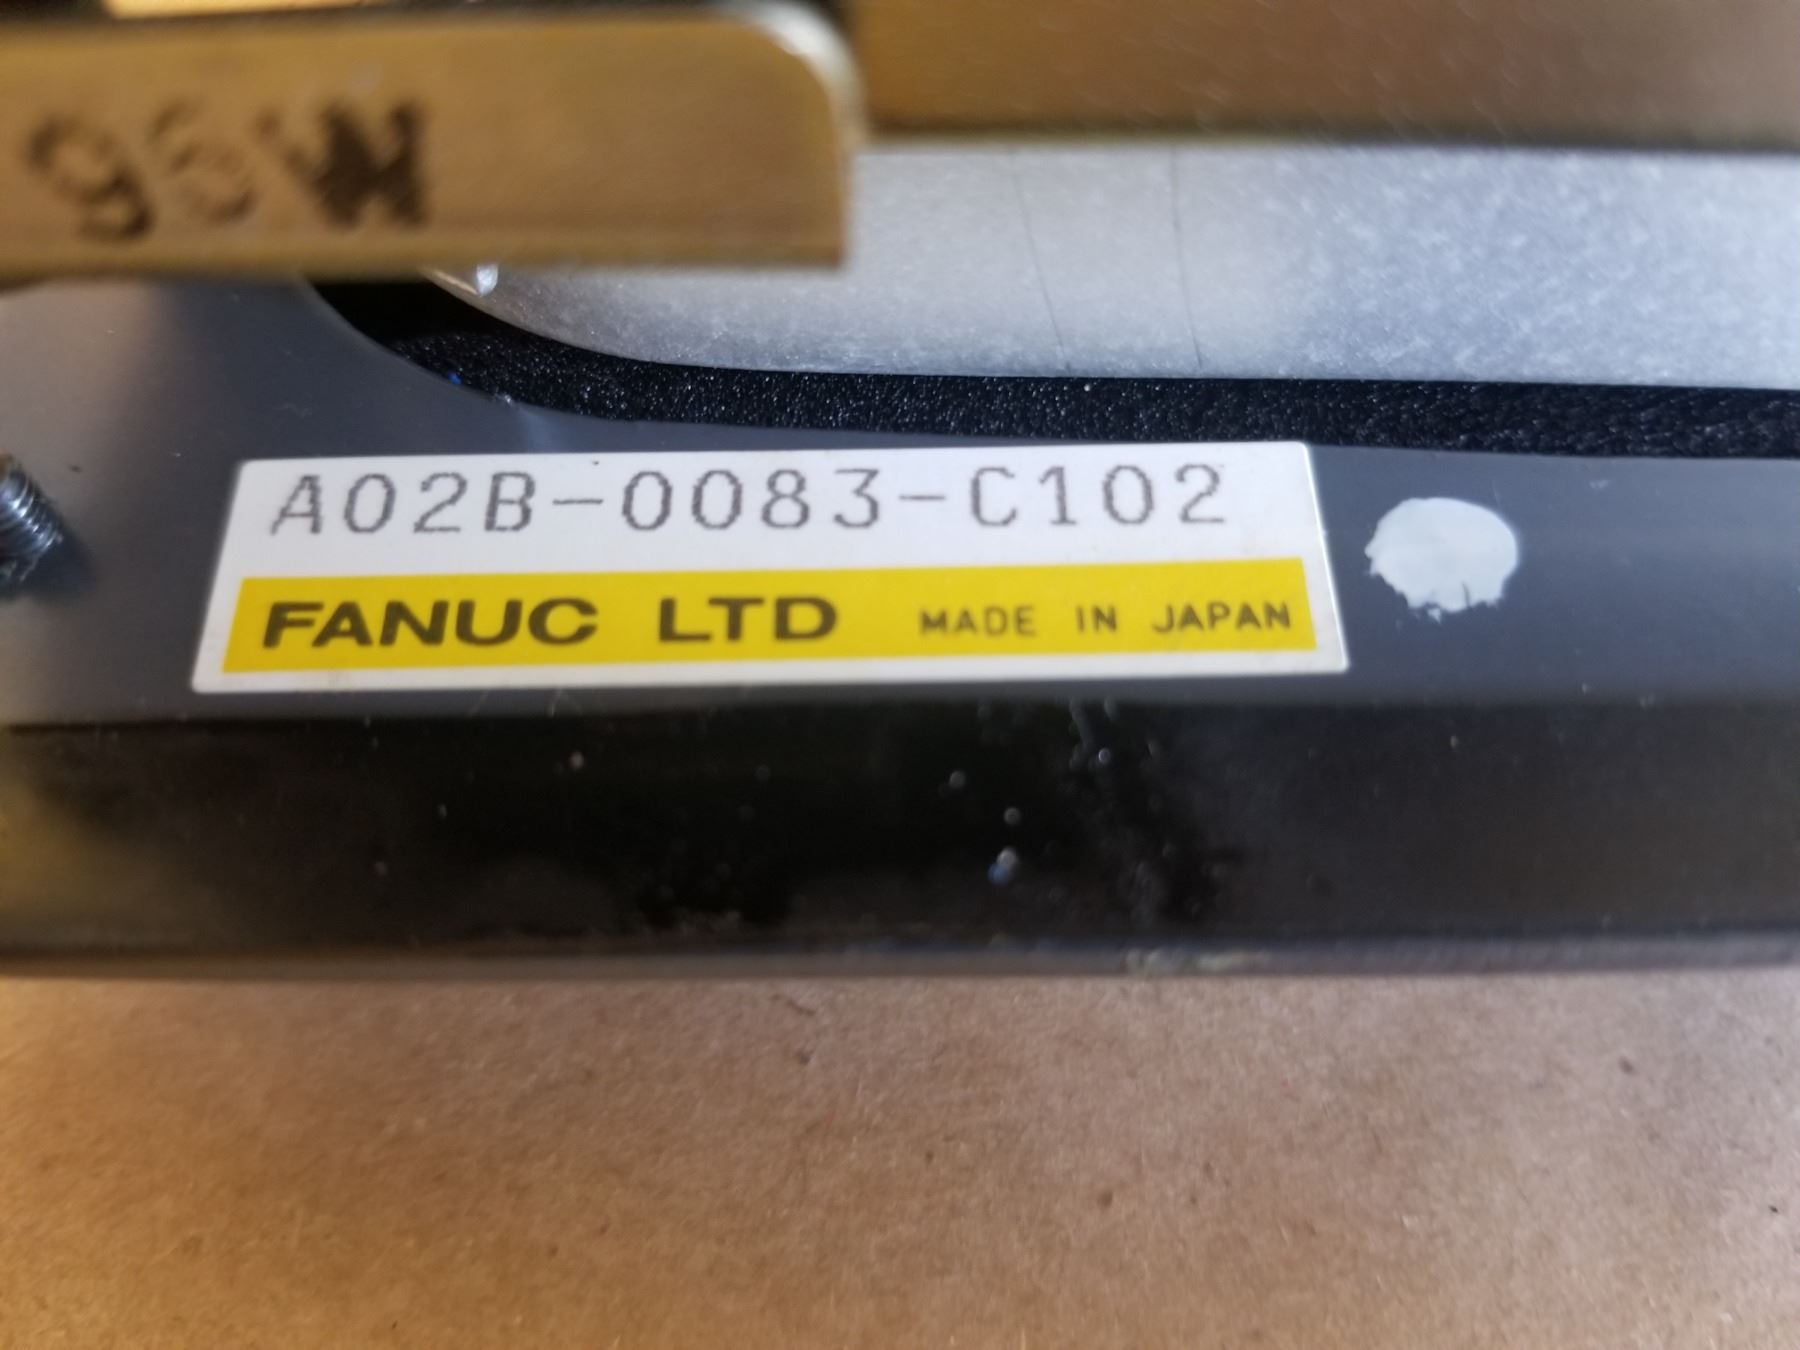 A02B-0083-C102
FANUC LTD MADE IN JAPAN